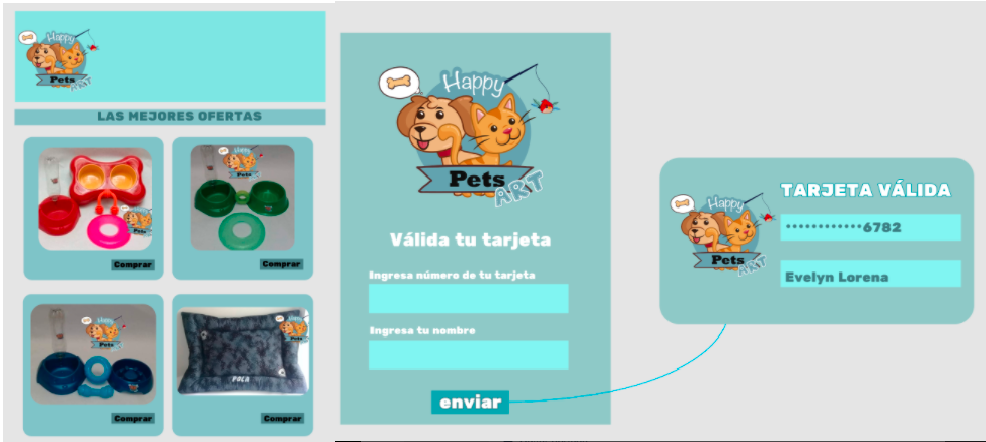 Happy
Pets
ART
LAS MEJORES OFERTAS
Comprar
Comprar
Comprar
POLA
Comprar
Happy
Pets
ART
Válida tu tarjeta
Ingresa número de tu tarjeta
Ingresa tu nombre
enviar
Happy
Pets
ART
TARJETA VÁLIDA
············6782
Evelyn Lorena